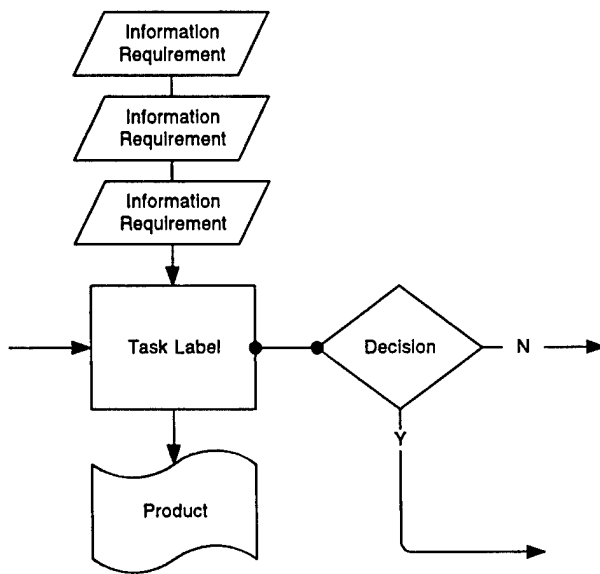 Information
Requirement
Information
Requirement
Information
Requirement
Task Label
Decision
N
Y
Product